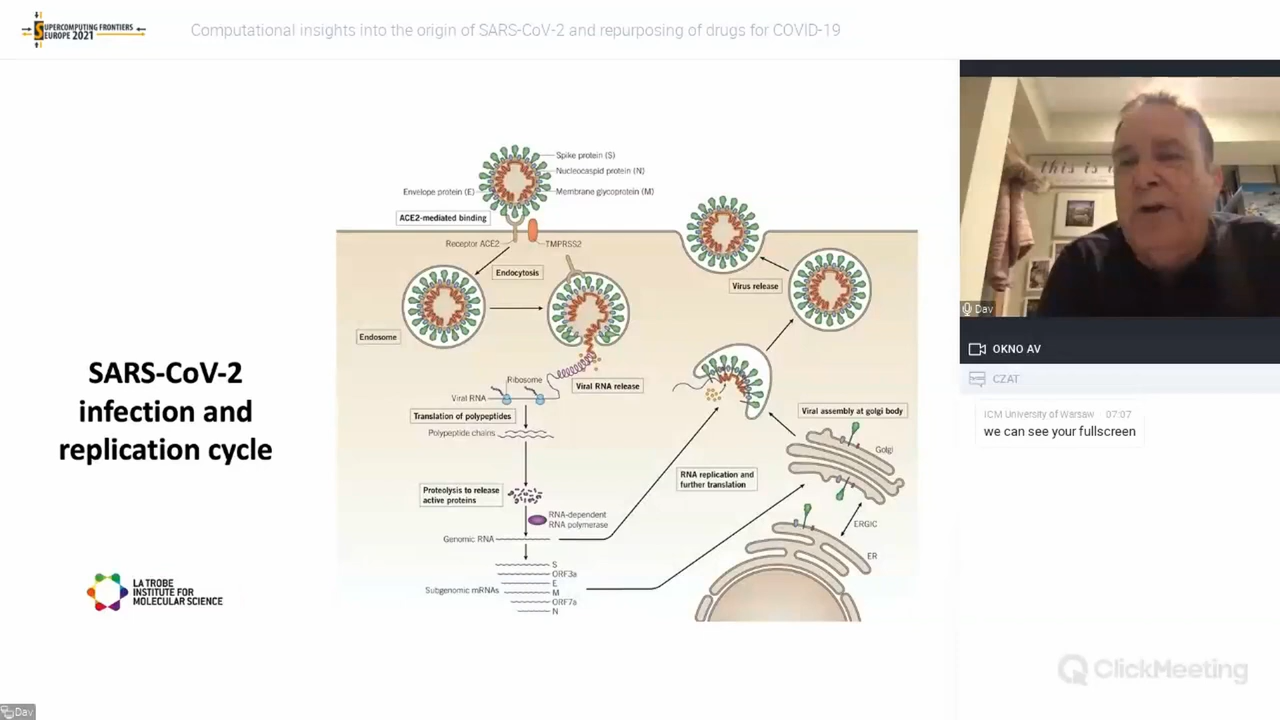 SUPERCOMPUTING FRONTIERS
EUROPE 2021
Computational insights into the origin of SARS-CoV-2 and repurposing of drugs for COVID-19
Spike protein (S)
Nucleocaspid protein (N)
Envelope protein (E)
Membrane glycoprotein (M)
ACE2-mediated binding
Receptor ACE2
TMPRSS2
Endocytosis
Virus release
Endosome
Ribosome
Viral RNA release
Viral RNA
Translation of polypeptides
Viral assembly at golgi body
Polypeptide chains
Golgi
RNA replication and
further translation
Proteolysis to release
active proteins
RNA-dependent
RNA polymerase
ERGIC
Genomic RNA
ER
S
ORF3a
E
Subgenomic mRNAs
M
ORF7a
N
SARS-CoV-2
infection and
replication cycle
LA TROBE
INSTITUTE FOR
MOLECULAR SCIENCE
this is
Dav
OKNO AV
CZAT
ICM University of Warsaw · 07:07
we can see your fullscreen
ClickMeeting
Dav